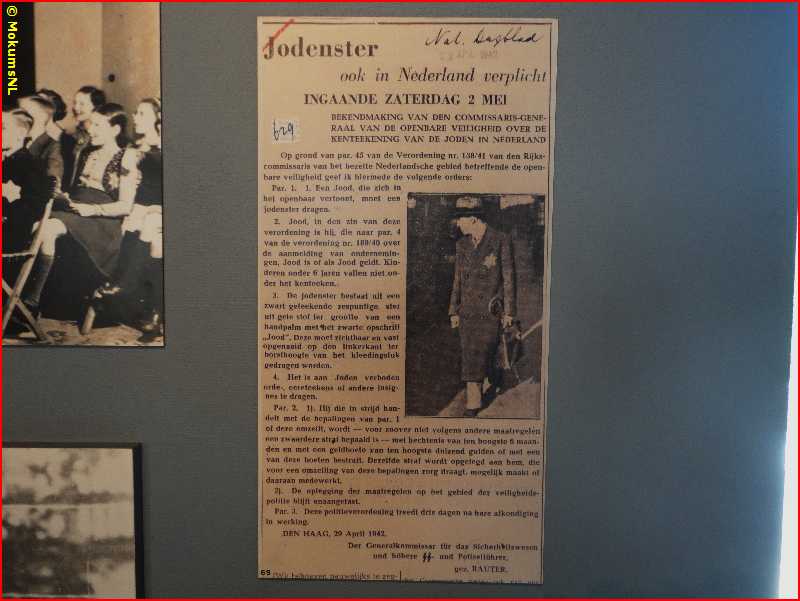 © MokumsNL
Nat. Dagblad
Jodenster
ook in Nederland verplicht
INGAANDE ZATERDAG 2 MEI
629
BEKENDMAKING VAN DEN COMMISSARIS-GENE-
RAAL VAN DE OPENBARE VEILIGHEID OVER DE
KENTEEKENING VAN DE JODEN IN NEDERLAND
Op grond van par. 45 van de Verordening nr. 138/41 van den Rijks-
commissaris van het bezette Nederlandsche gebied betreffende de open-
bare veiligheid geef ik hiermede de volgende orders:
Par. 1. 1. Een Jood, die zich in
het openbaar vertoont, moet een
jodenster dragen.
2. Jood, in den zin van deze
verordening is hij, die naar par. 4
van de verordening nr. 189/40 over
de aanmelding van ondernemin-
gen, Jood is of als Jood geldt. Kin-
deren onder 6 jaren vallen niet on-
der het kenteeken.
3. De jodenster bestaat uit een
zwart geteekende zespuntige ster
uit gele stof ter grootte van een
handpalm met het zwarte opschrift
„Jood". Deze moet zichtbaar en vast
opgenaaid op den linkerkant ter
borsthoogte van het kleedingstuk
gedragen worden.
4. Het is aan Joden verboden
orde-, eereteekens of andere insig-
nes te dragen.
Par. 2. 1). Hij die in strijd han-
delt met de bepalingen van par. 1
of deze omzeilt, wordt — voor zoover niet volgens andere maatregelen
een zwaardere straf bepaald is — met hechtenis van ten hoogste 6 maan-
den en met een geldboete van ten hoogste duizend gulden of met een
van deze boeten bestraft. Dezelfde straf wordt opgelegd aan hem, die
voor een omzeiling van deze bepalingen zorg draagt, mogelijk maakt of
daaraan medewerkt.
2). De oplegging der maatregelen op het gebied der veiligheids-
politie blijft onaangetast.
Par. 3. Deze politieverordening treedt drie dagen na hare afkondiging
in werking.
DEN HAAG, 29 April 1942.
Der Generalkommissar für das Sicherheitswesen
und höhere SS- und Polizeiführer,
gez. RAUTER.
69